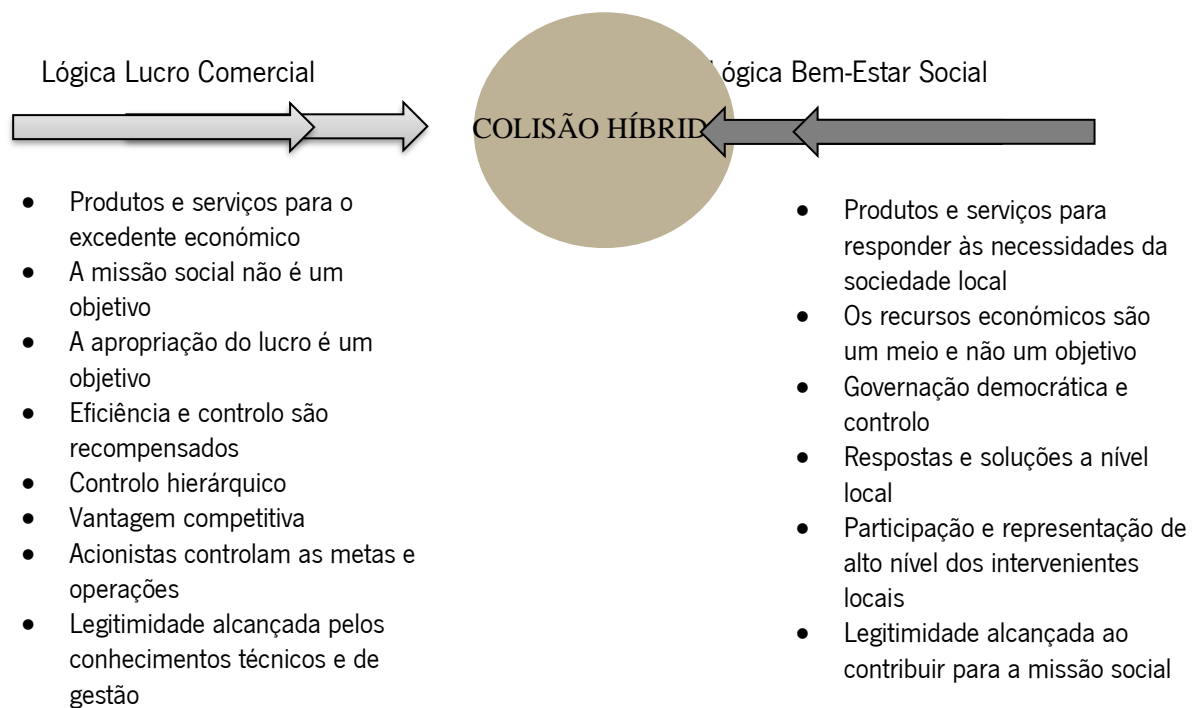 Lógica Lucro Comercial
COLISÃO HÍBRID
ógica Bem-Estar Social
• Produtos e serviços para o
excedente económico
• A missão social não é um
objetivo
• A apropriação do lucro é um
objetivo
• Eficiência e controlo são
recompensados
• Controlo hierárquico
• Vantagem competitiva
• Acionistas controlam as metas e
operações
• Legitimidade alcançada pelos
conhecimentos técnicos e de
gestão
• Produtos e serviços para
responder às necessidades da
sociedade local
• Os recursos económicos são
um meio e não um objetivo
• Governação democrática e
controlo
• Respostas e soluções a nível
local
• Participação e representação de
alto nível dos intervenientes
locais
• Legitimidade alcançada ao
contribuir para a missão social